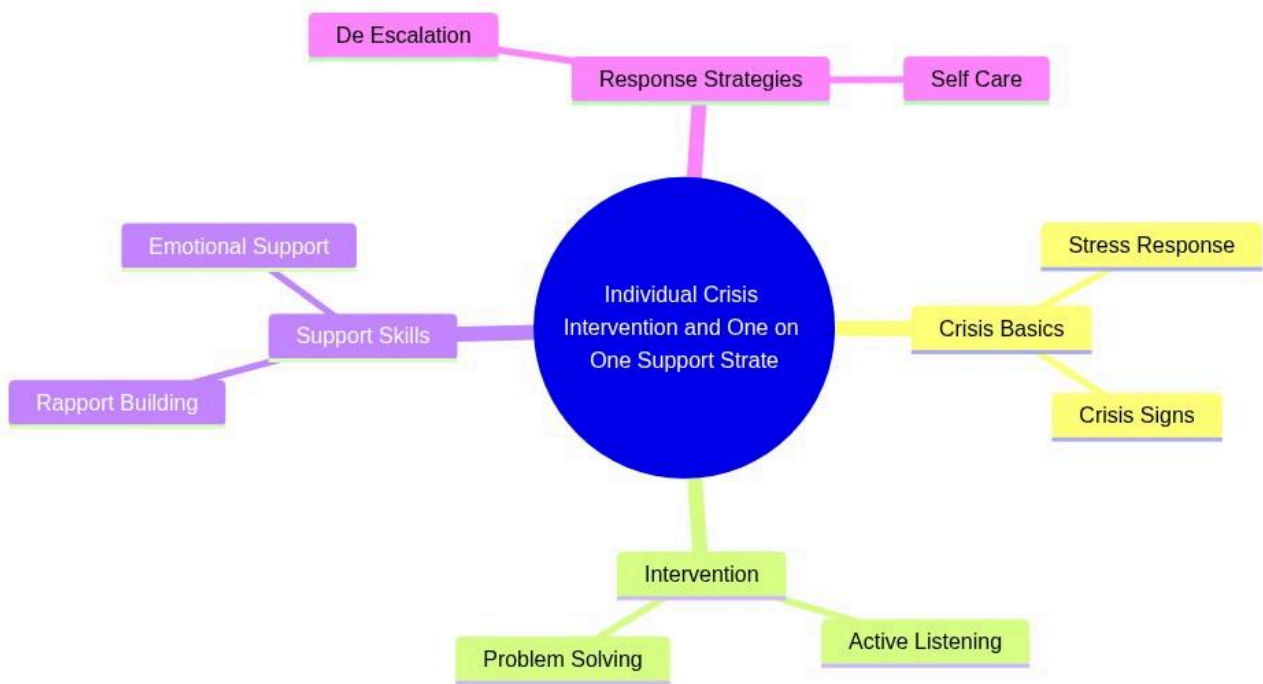 De Escalation
Response Strategies
Self Care
Emotional Support
Support Skills
Rapport Building
Individual Crisis
Intervention and One on
One Support Strate
Stress Response
Crisis Basics
Crisis Signs
Intervention
Problem Solving
Active Listening